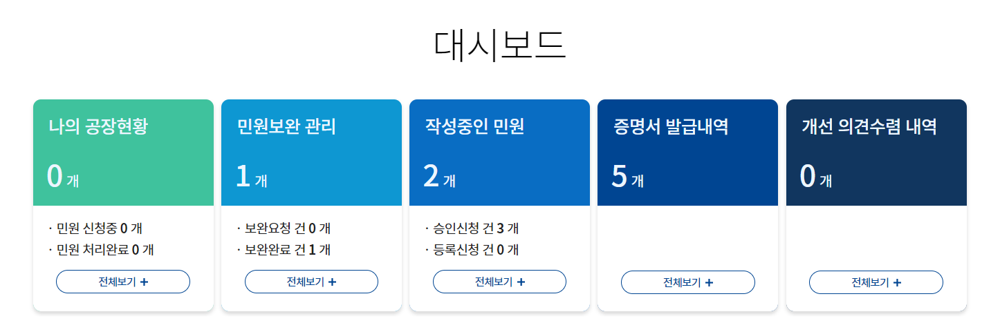 대시보드
나의 공장현황
0 개
· 민원 신청중 0 개
· 민원 처리완료 0 개
전체보기 +
민원보완 관리
1 개
· 보완요청 건 0 개
· 보완완료 건 1 개
전체보기 +
작성중인 민원
2 개
· 승인신청 건 3 개
· 등록신청 건 0 개
전체보기 +
증명서 발급내역
5 개
전체보기 +
개선 의견수렴 내역
0 개
전체보기 +